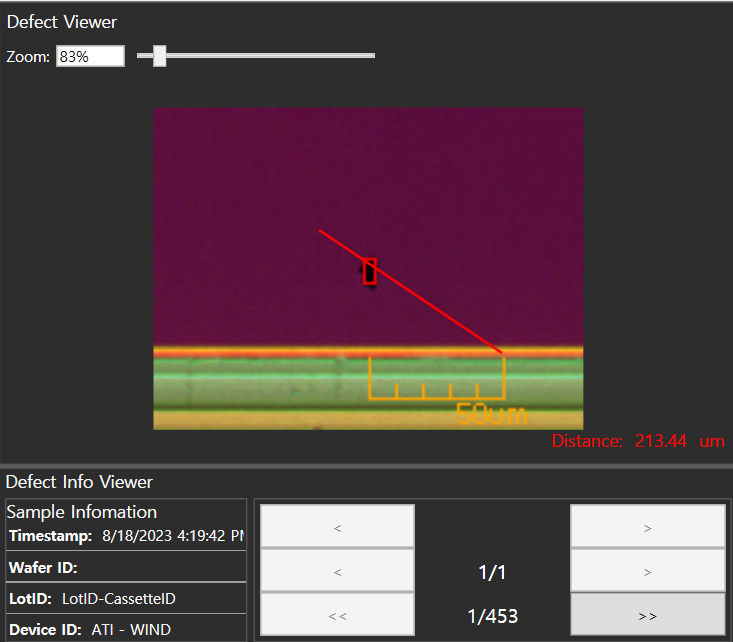 Defect Viewer
Zoom: 83%
50um
Distance: 213.44 um
Defect Info Viewer
Sample Infomation
Timestamp: 8/18/2023 4:19:42 PM
Wafer ID:
LotID: LotID-CassetteID
Device ID: ATI - WIND
< >
< 1/1 >
<< 1/453 >>